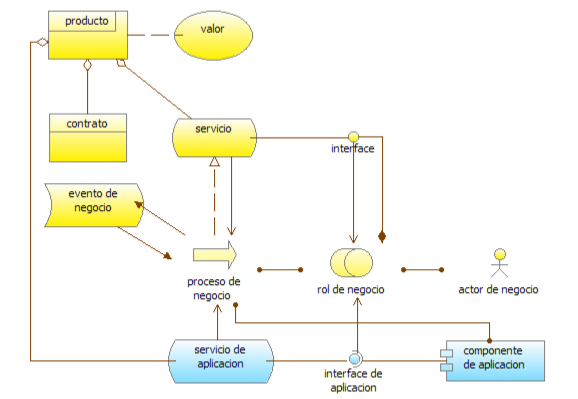 producto
valor
contrato
servicio
interface
evento de
negocio
proceso de
negocio
rol de negocio
actor de negocio
servicio de
aplicacion
interface de
aplicacion
componente
de aplicacion